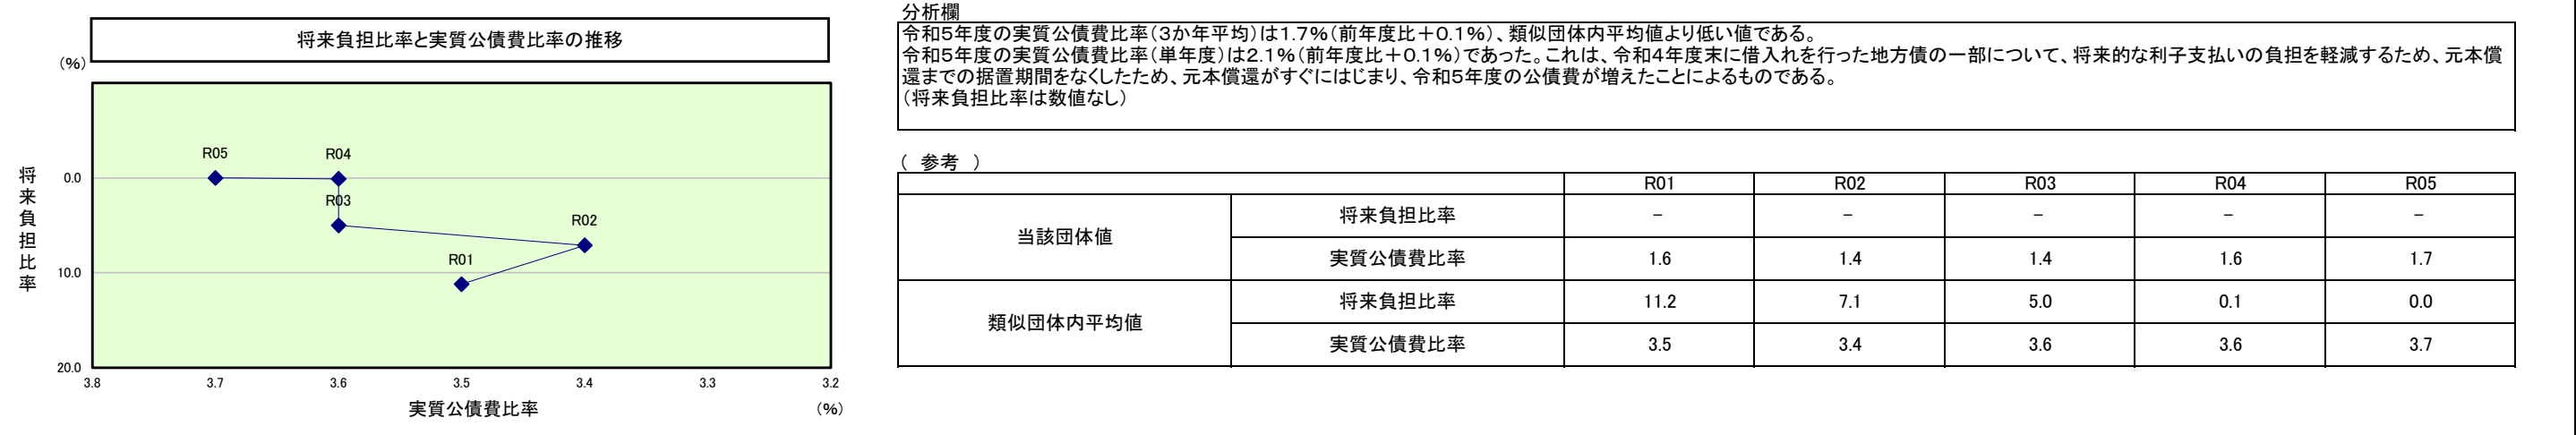 将来負担比率と実質公債費比率の推移
(%)
将来負担比率
0.0
10.0
20.0
R05
R04
R03
R02
R01
3.8
3.7
3.6
3.5
3.4
3.3
3.2
実質公債費比率
(%)
分析欄
令和5年度の実質公債費比率(3か年平均)は1.7%(前年度比+0.1%)、類似団体内平均値より低い値である。
令和5年度の実質公債費比率(単年度)は2.1%(前年度比+0.1%)であった。これは、令和4年度末に借入れを行った地方債の一部について、将来的な利子支払いの負担を軽減するため、元本償
還までの据置期間をなくしたため、元本償還がすぐにはじまり、令和5年度の公債費が増えたことによるものである。
(将来負担比率は数値なし)
( 参考 )
R01 R02 R03 R04 R05
当該団体値
将来負担比率 － － － － －
実質公債費比率 1.6 1.4 1.4 1.6 1.7
類似団体内平均値
将来負担比率 11.2 7.1 5.0 0.1 0.0
実質公債費比率 3.5 3.4 3.6 3.6 3.7